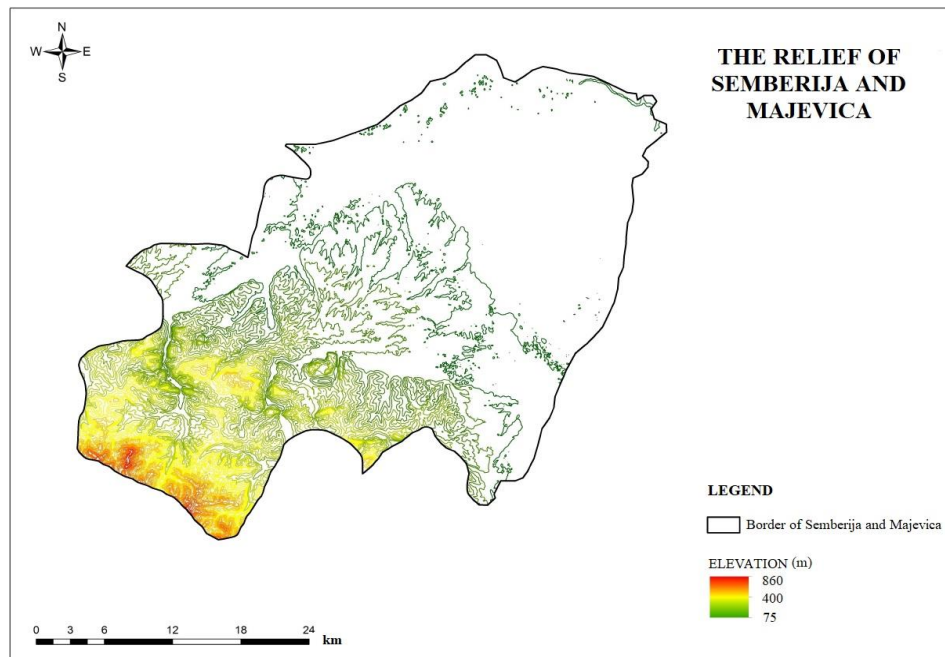 N
W E
S
THE RELIEF OF
SEMBERIJA AND
MAJEVICA
LEGEND
Border of Semberija and Majevica
ELEVATION (m)
860
400
75
0 3 6 12 18 24
km